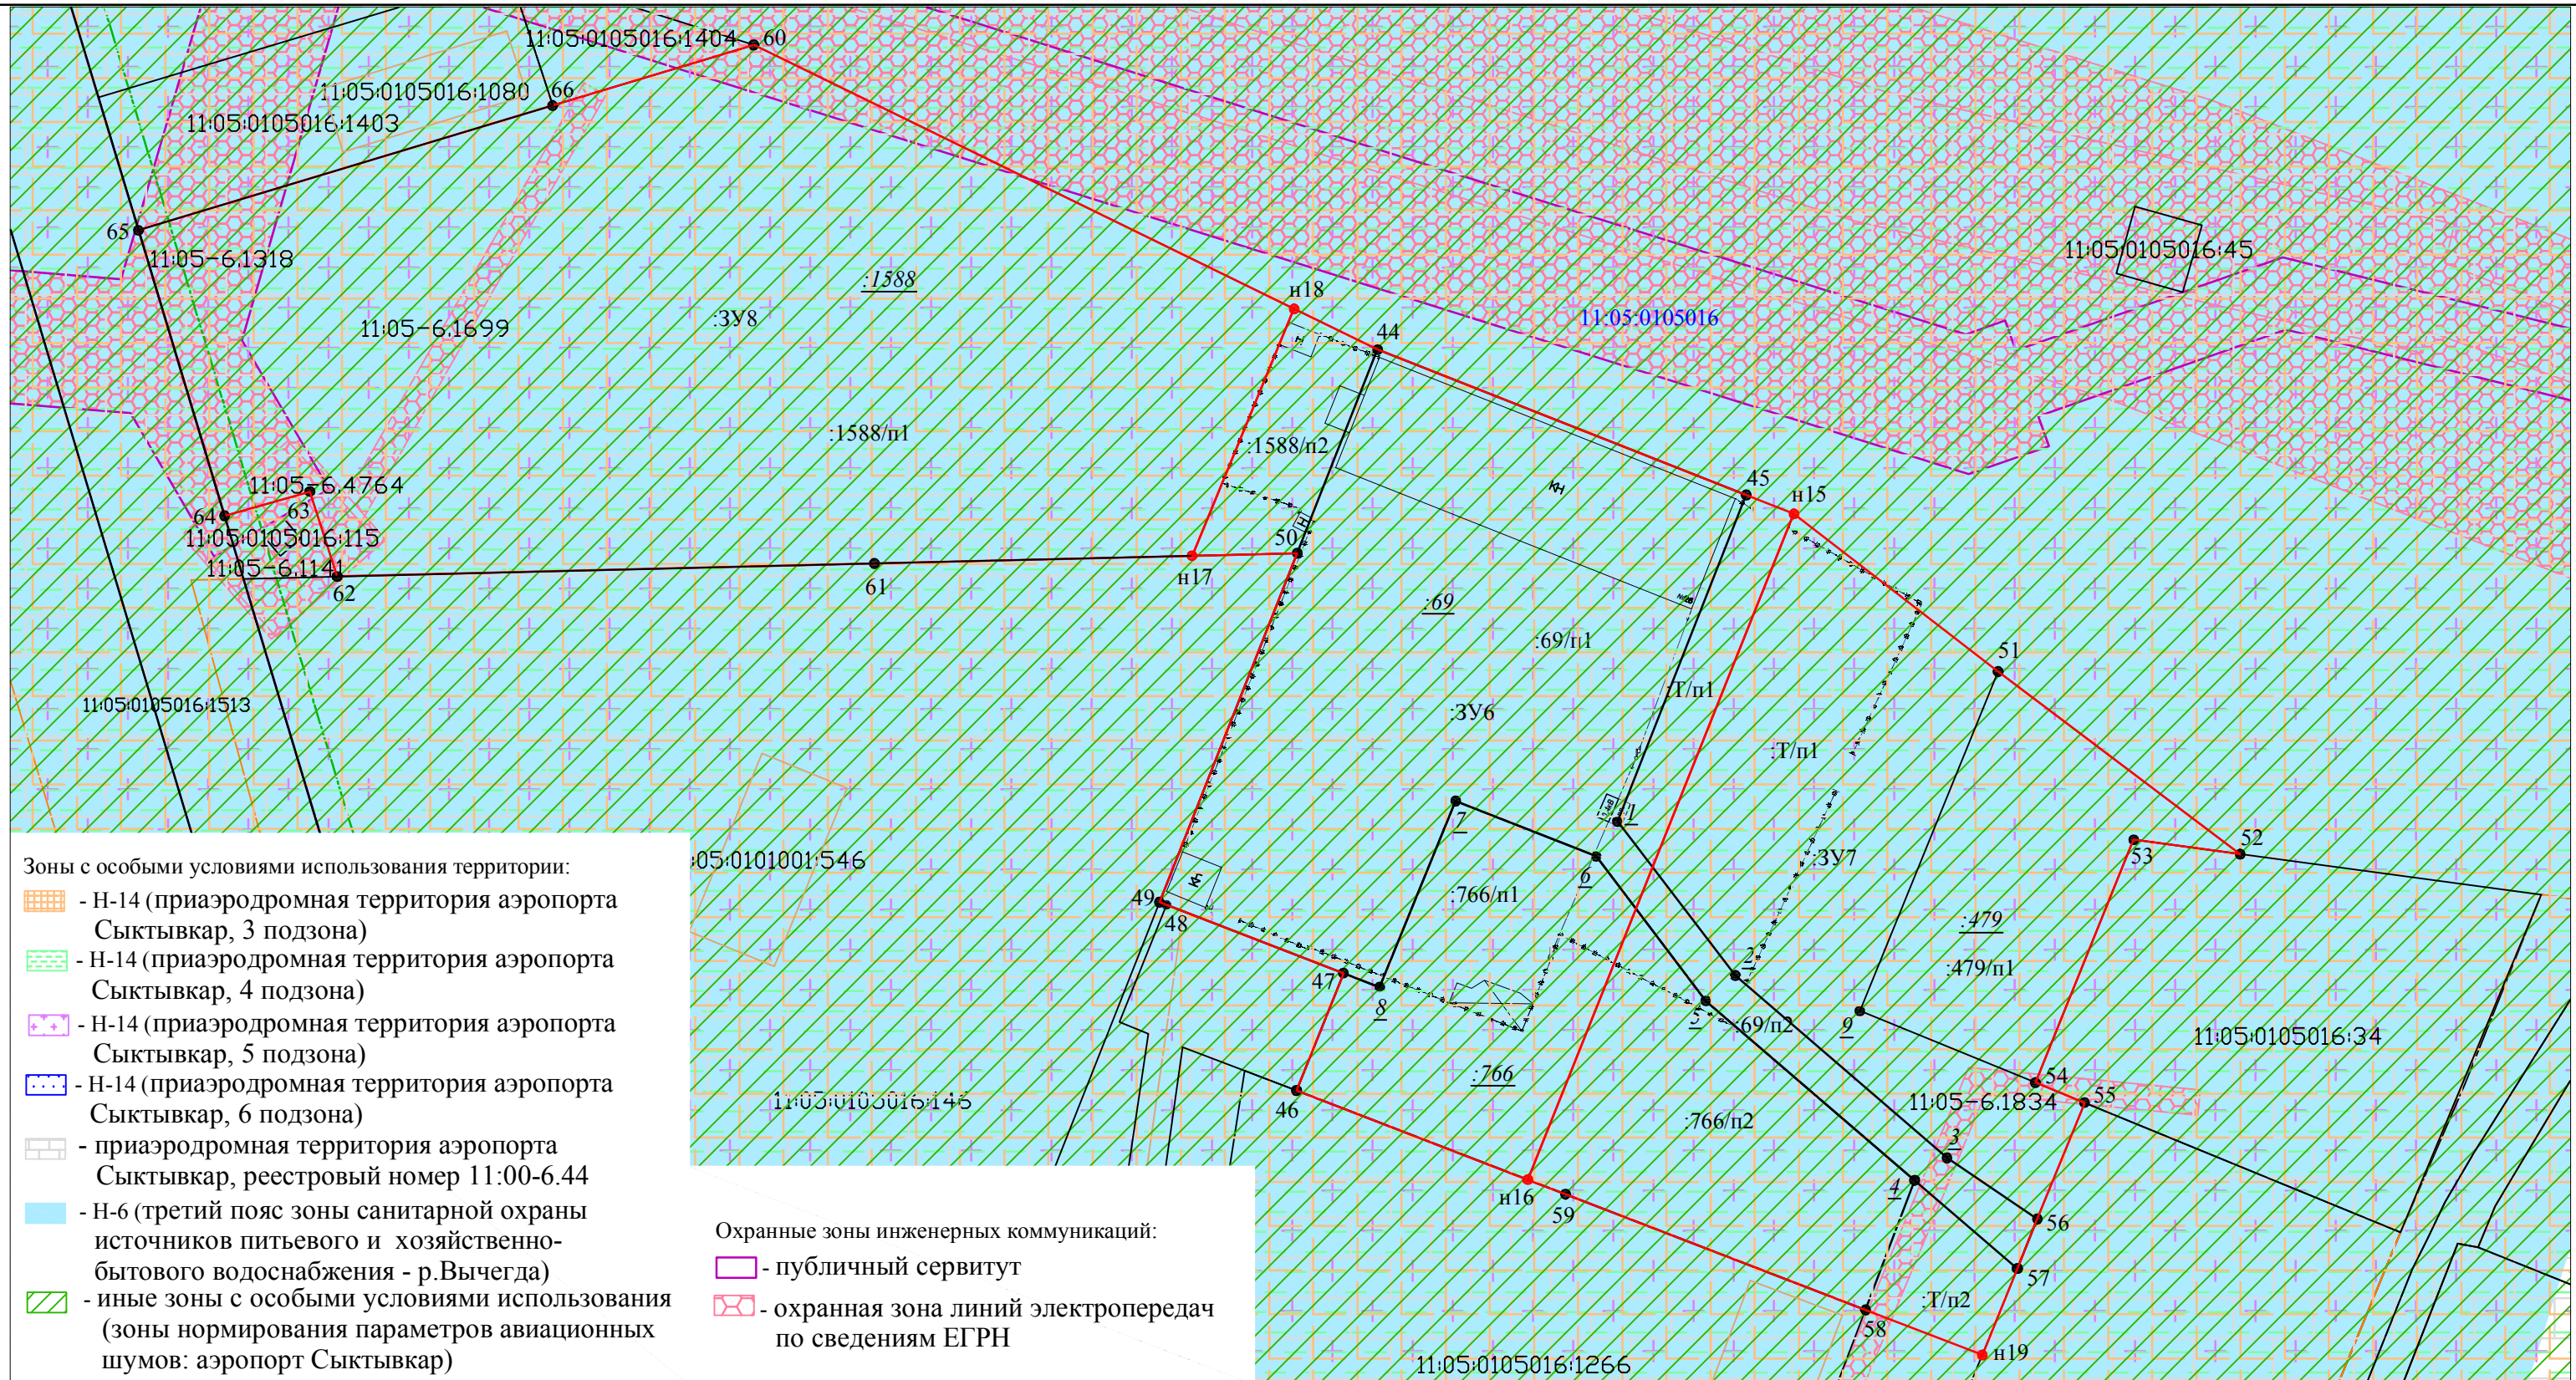 11:05:0105016:1404
60
11:05:0105016:1080
66
11:05:0105016:1403
65
11:05-6.1318
11:05:0105016:45
:1588
н18
:ЗУ8
11:05-6.1699
11:05:0105016
44
:1588/п1
:1588/п2
11:05-6.4764
45
н15
64
63
11:05:0105016:115
50
11:05-6.1141
62
61
н17
:69
:69/п1
51
11:05:0105016:1513
:Т/п1
:ЗУ6
:Т/п1
7
1
52
53
:05:0101001:546
:ЗУ7
6
49
48
:766/п1
:479
2
:479/п1
47
8
5
:69/п2
9
11:05:0105016:34
:766
54
55
46
11:05-6.1834
:766/п2
3
4
н16
59
56
57
:Т/п2
58
н19
11:05:0105016:1266
Зоны с особыми условиями использования территории:
- Н-14 (приаэродромная территория аэропорта
Сыктывкар, 3 подзона)
- Н-14 (приаэродромная территория аэропорта
Сыктывкар, 4 подзона)
- Н-14 (приаэродромная территория аэропорта
Сыктывкар, 5 подзона)
- Н-14 (приаэродромная территория аэропорта
Сыктывкар, 6 подзона)
- приаэродромная территория аэропорта
Сыктывкар, реестровый номер 11:00-6.44
- Н-6 (третий пояс зоны санитарной охраны
источников питьевого и хозяйственно-
бытового водоснабжения - р.Вычегда)
- иные зоны с особыми условиями использования
(зоны нормирования параметров авиационных
шумов: аэропорт Сыктывкар)
Охранные зоны инженерных коммуникаций:
- публичный сервитут
- охранная зона линий электропередач
по сведениям ЕГРН